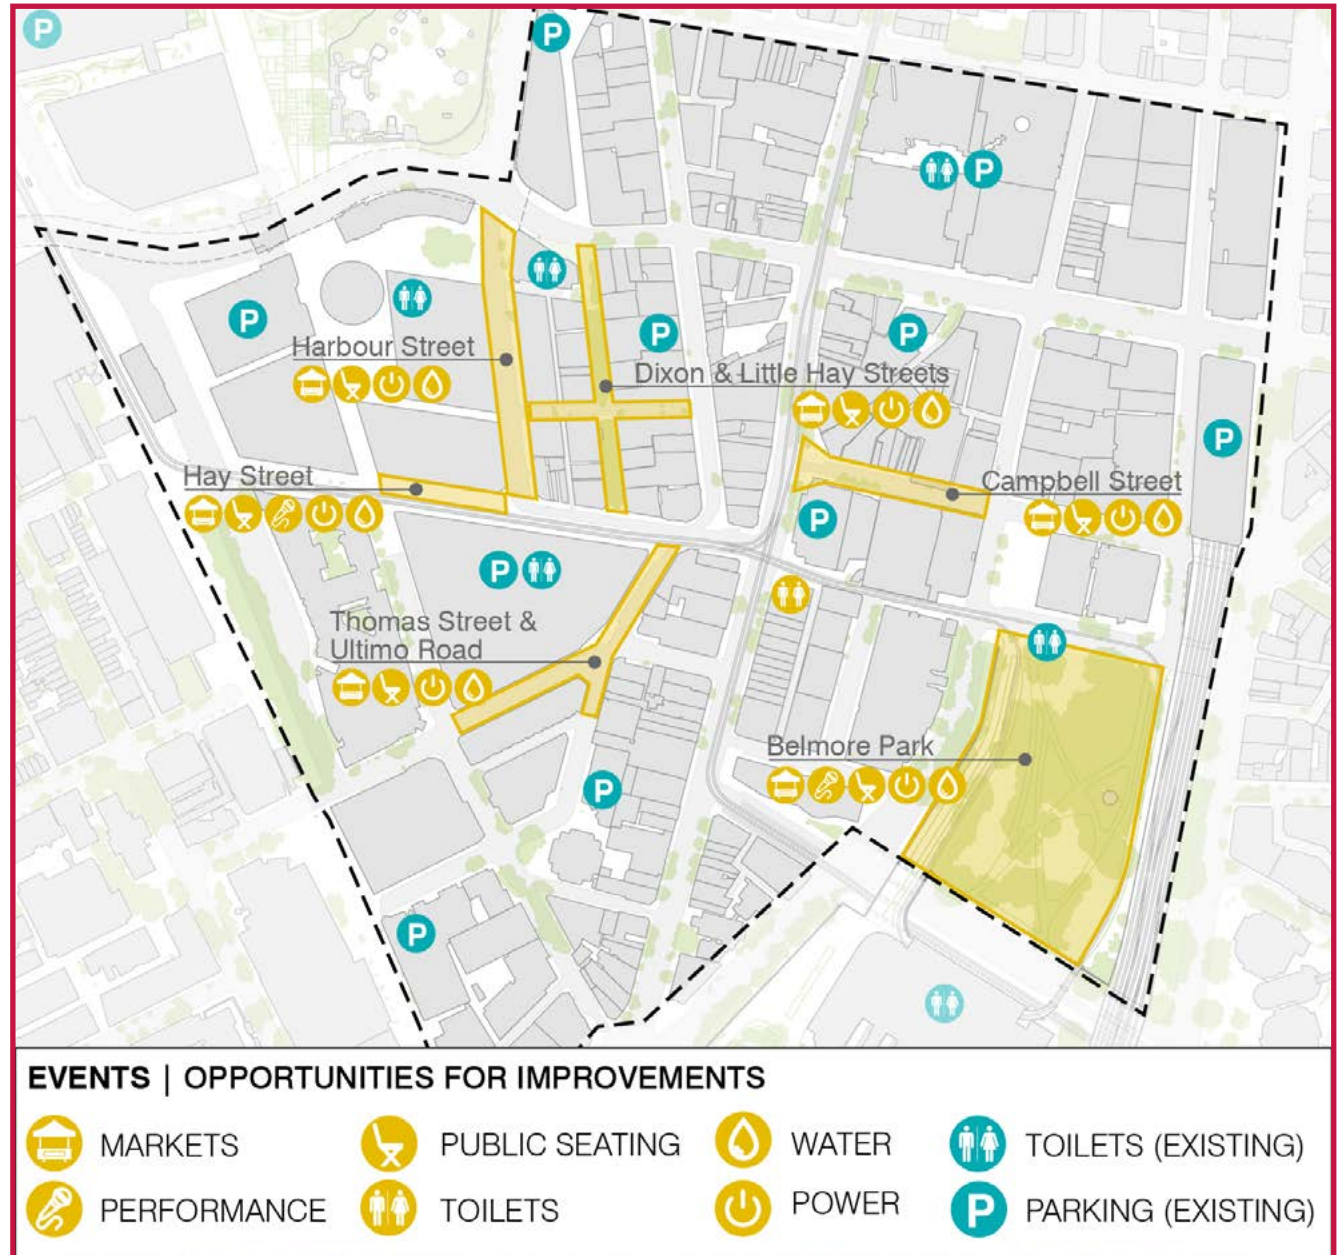 P
P
P
P
Harbour Street
P
P
Dixon & Little Hay Streets
Hay Street
P
Campbell Street
P
P
Thomas Street &
Ultimo Road
Belmore Park
P
P
EVENTS | OPPORTUNITIES FOR IMPROVEMENTS
MARKETS
PUBLIC SEATING
WATER
TOILETS (EXISTING)
PERFORMANCE
TOILETS
POWER
P PARKING (EXISTING)